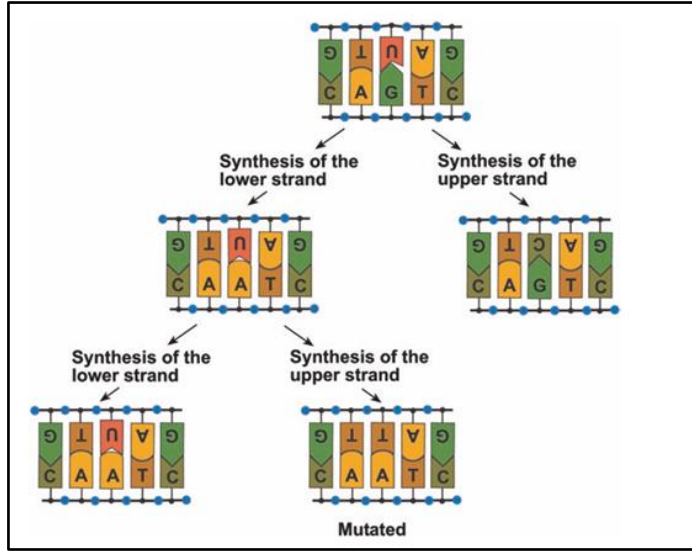 G T U A G
C A G T C
Synthesis of the
lower strand
Synthesis of the
upper strand
G T U A G
C A A T C
G T C A G
C A G T C
Synthesis of the
lower strand
Synthesis of the
upper strand
G T U A G
C A A T C
G T T A G
C A A T C
Mutated